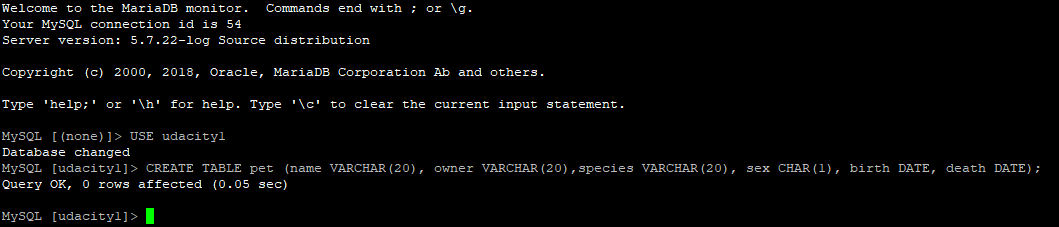 Welcome to the MariaDB monitor.  Commands end with ; or \g.
Your MySQL connection id is 54
Server version: 5.7.22-log Source distribution
Copyright (c) 2000, 2018, Oracle, MariaDB Corporation Ab and others.
Type 'help;' or '\h' for help. Type '\c' to clear the current input statement.
MySQL [(none)]> USE udacity1
Database changed
MySQL [udacity1]> CREATE TABLE pet (name VARCHAR(20), owner VARCHAR(20),species VARCHAR(20), sex CHAR(1), birth DATE, death DATE);
Query OK, 0 rows affected (0.05 sec)
MySQL [udacity1]>